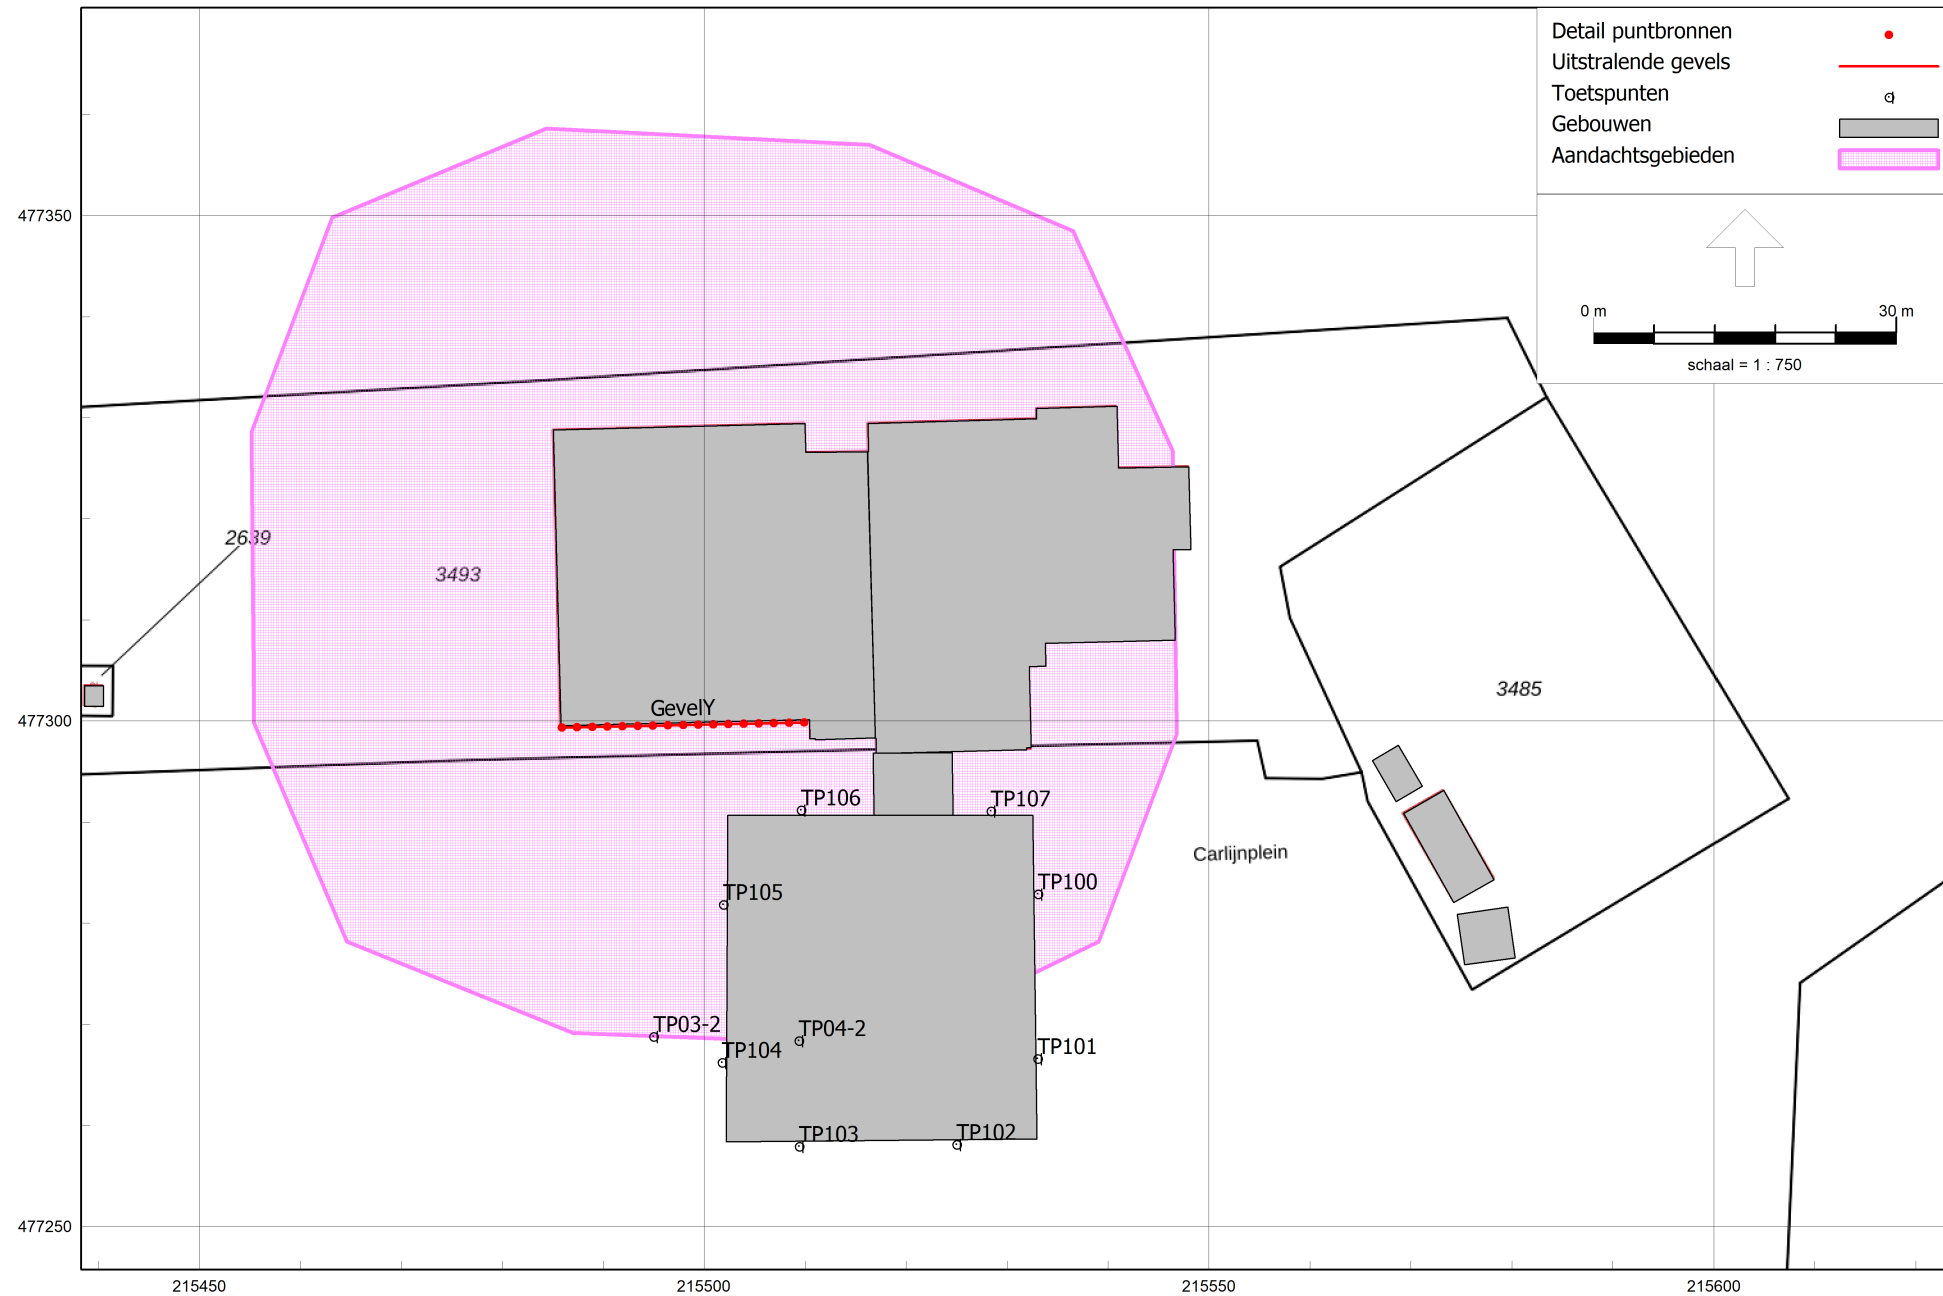 Detail puntbronnen
Uitstralende gevels
Toetspunten
Gebouwen
Aandachtsgebieden
0 m 30 m
schaal = 1 : 750
477350
2639
3493
3485
GevelY
477300
TP106
TP107
Carlijnplein
TP105
TP100
TP03-2
TP04-2
TP104
TP101
TP103
TP102
477250
215450 215500 215550 215600